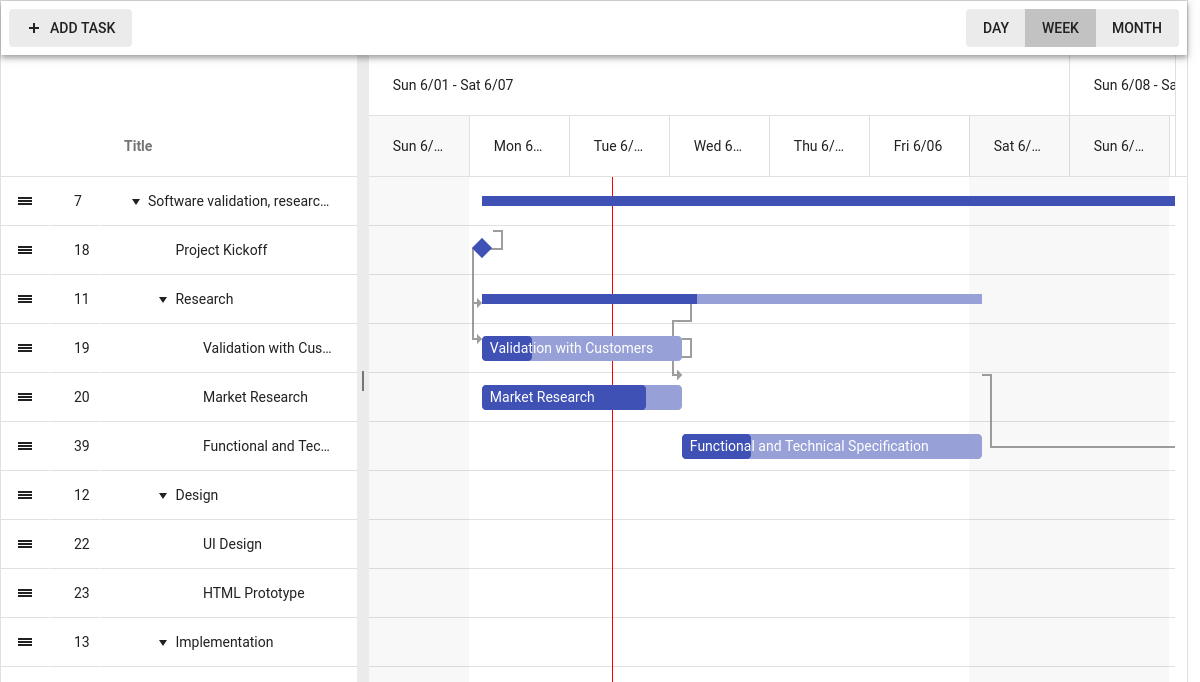 ADD TASK
DAY WEEK MONTH
Sun 6/01 - Sat 6/07 Sun 6/08 - Sa
Title Sun 6/... Mon 6... Tue 6/... Wed 6... Thu 6/... Fri 6/06 Sat 6/... Sun 6/...
7 Software validation, researc...
18 Project Kickoff
11 Research
19 Validation with Cus... Validation with Customers
20 Market Research Market Research
39 Functional and Tec... Functional and Technical Specification
12 Design
22 UI Design
23 HTML Prototype
13 Implementation